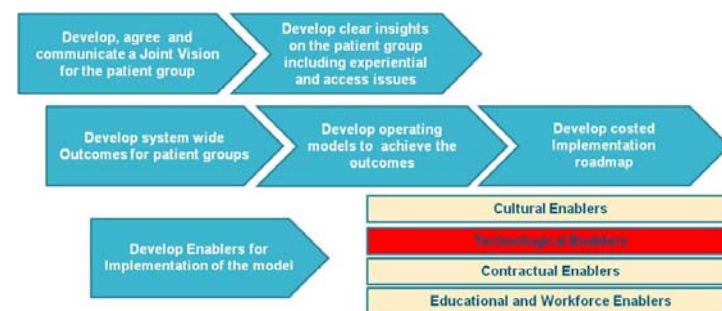 Develop, agree and
communicate a Joint Vision
for the patient group
Develop clear insights
on the patient group
including experiential
and access issues
Develop system wide
Outcomes for patient groups
Develop operating
models to achieve the
outcomes
Develop costed
Implementation
roadmap
Develop Enablers for
Implementation of the model
Cultural Enablers
Technological Enablers
Contractual Enablers
Educational and Workforce Enablers